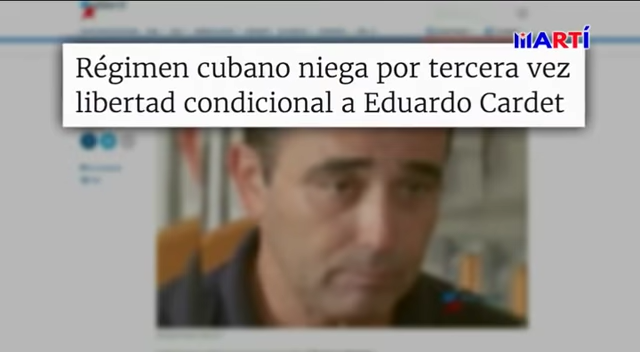 MARTÍ
Régimen cubano niega por tercera vez
libertad condicional a Eduardo Cardet